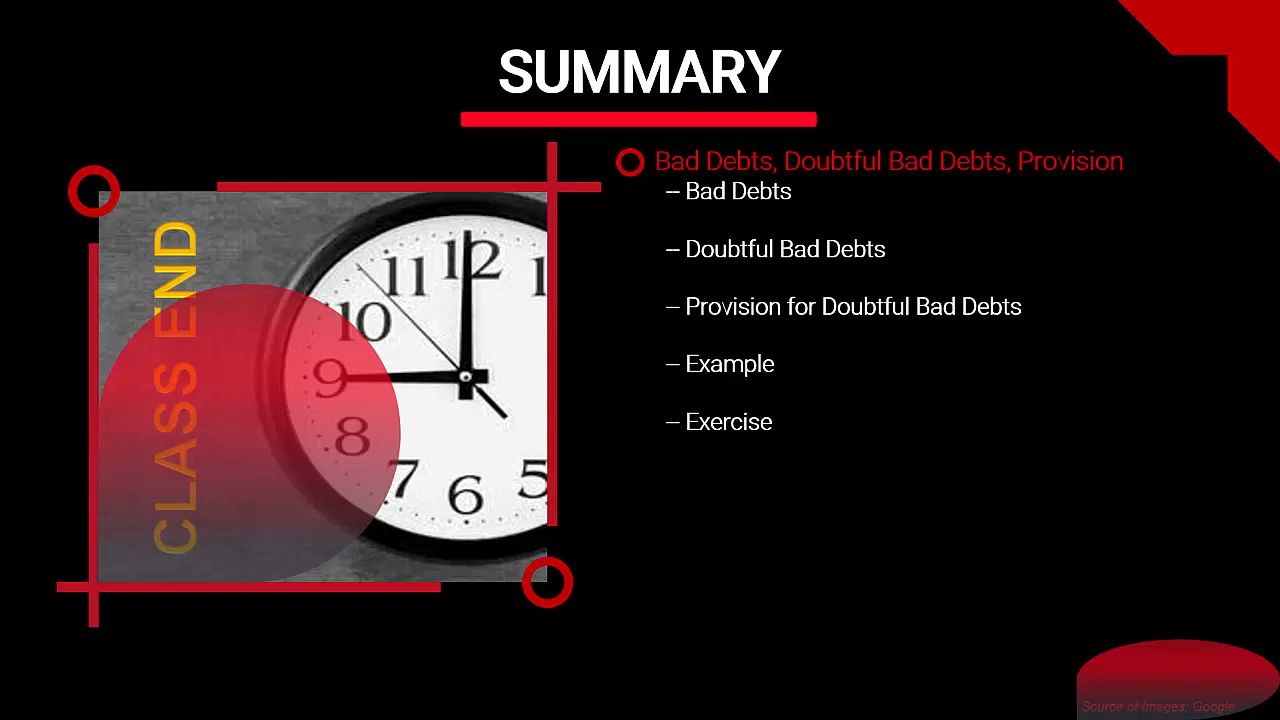 SUMMARY
Bad Debts, Doubtful Bad Debts, Provision
– Bad Debts
– Doubtful Bad Debts
– Provision for Doubtful Bad Debts
– Example
– Exercise
CLASS END
11
12
1
10
9
8
7
6
5
Source of Images: Google